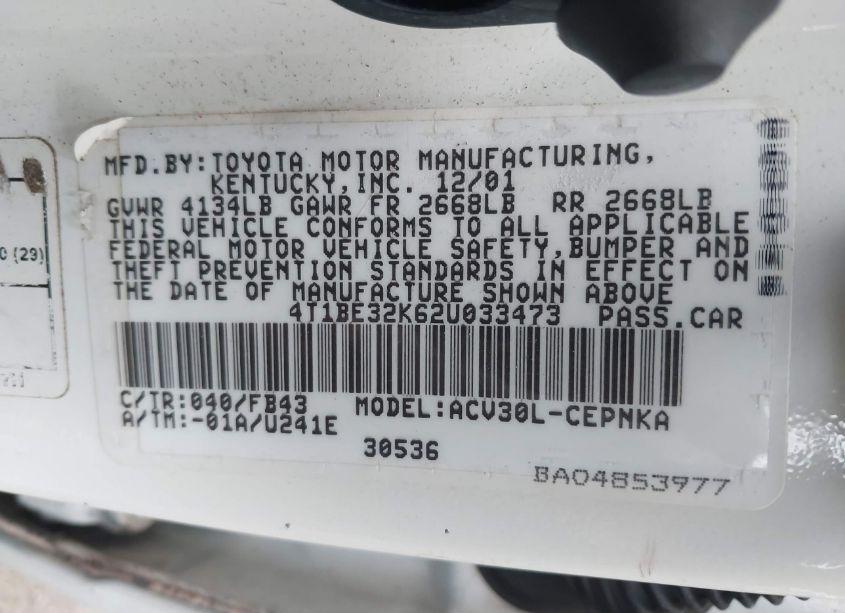 MFD.BY:TOYOTA MOTOR MANUFACTURING,
KENTUCKY,INC. 12/01
GVWR 4134LB GAWR FR 2668LB RR 2668LB
THIS VEHICLE CONFORMS TO ALL APPLICABLE
FEDERAL MOTOR VEHICLE SAFETY,BUMPER AND
THEFT PREVENTION STANDARDS IN EFFECT ON
THE DATE OF MANUFACTURE SHOWN ABOVE
4T1BE32K62U033473 PASS.CAR
C/TR:040/FB43 MODEL:ACV30L-CEPNKA
A/TM:-01A/U241E
30536
BA04853977
(29)